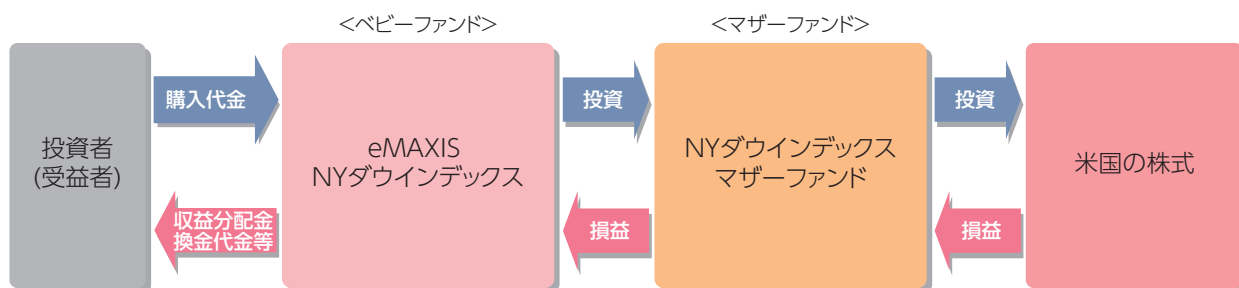 <ベビーファンド>
<マザーファンド>
購入代金
投資
投資
投資者
(受益者)
eMAXIS
NYダウインデックス
NYダウインデックス
マザーファンド
米国の株式
収益分配金
換金代金等
損益
損益